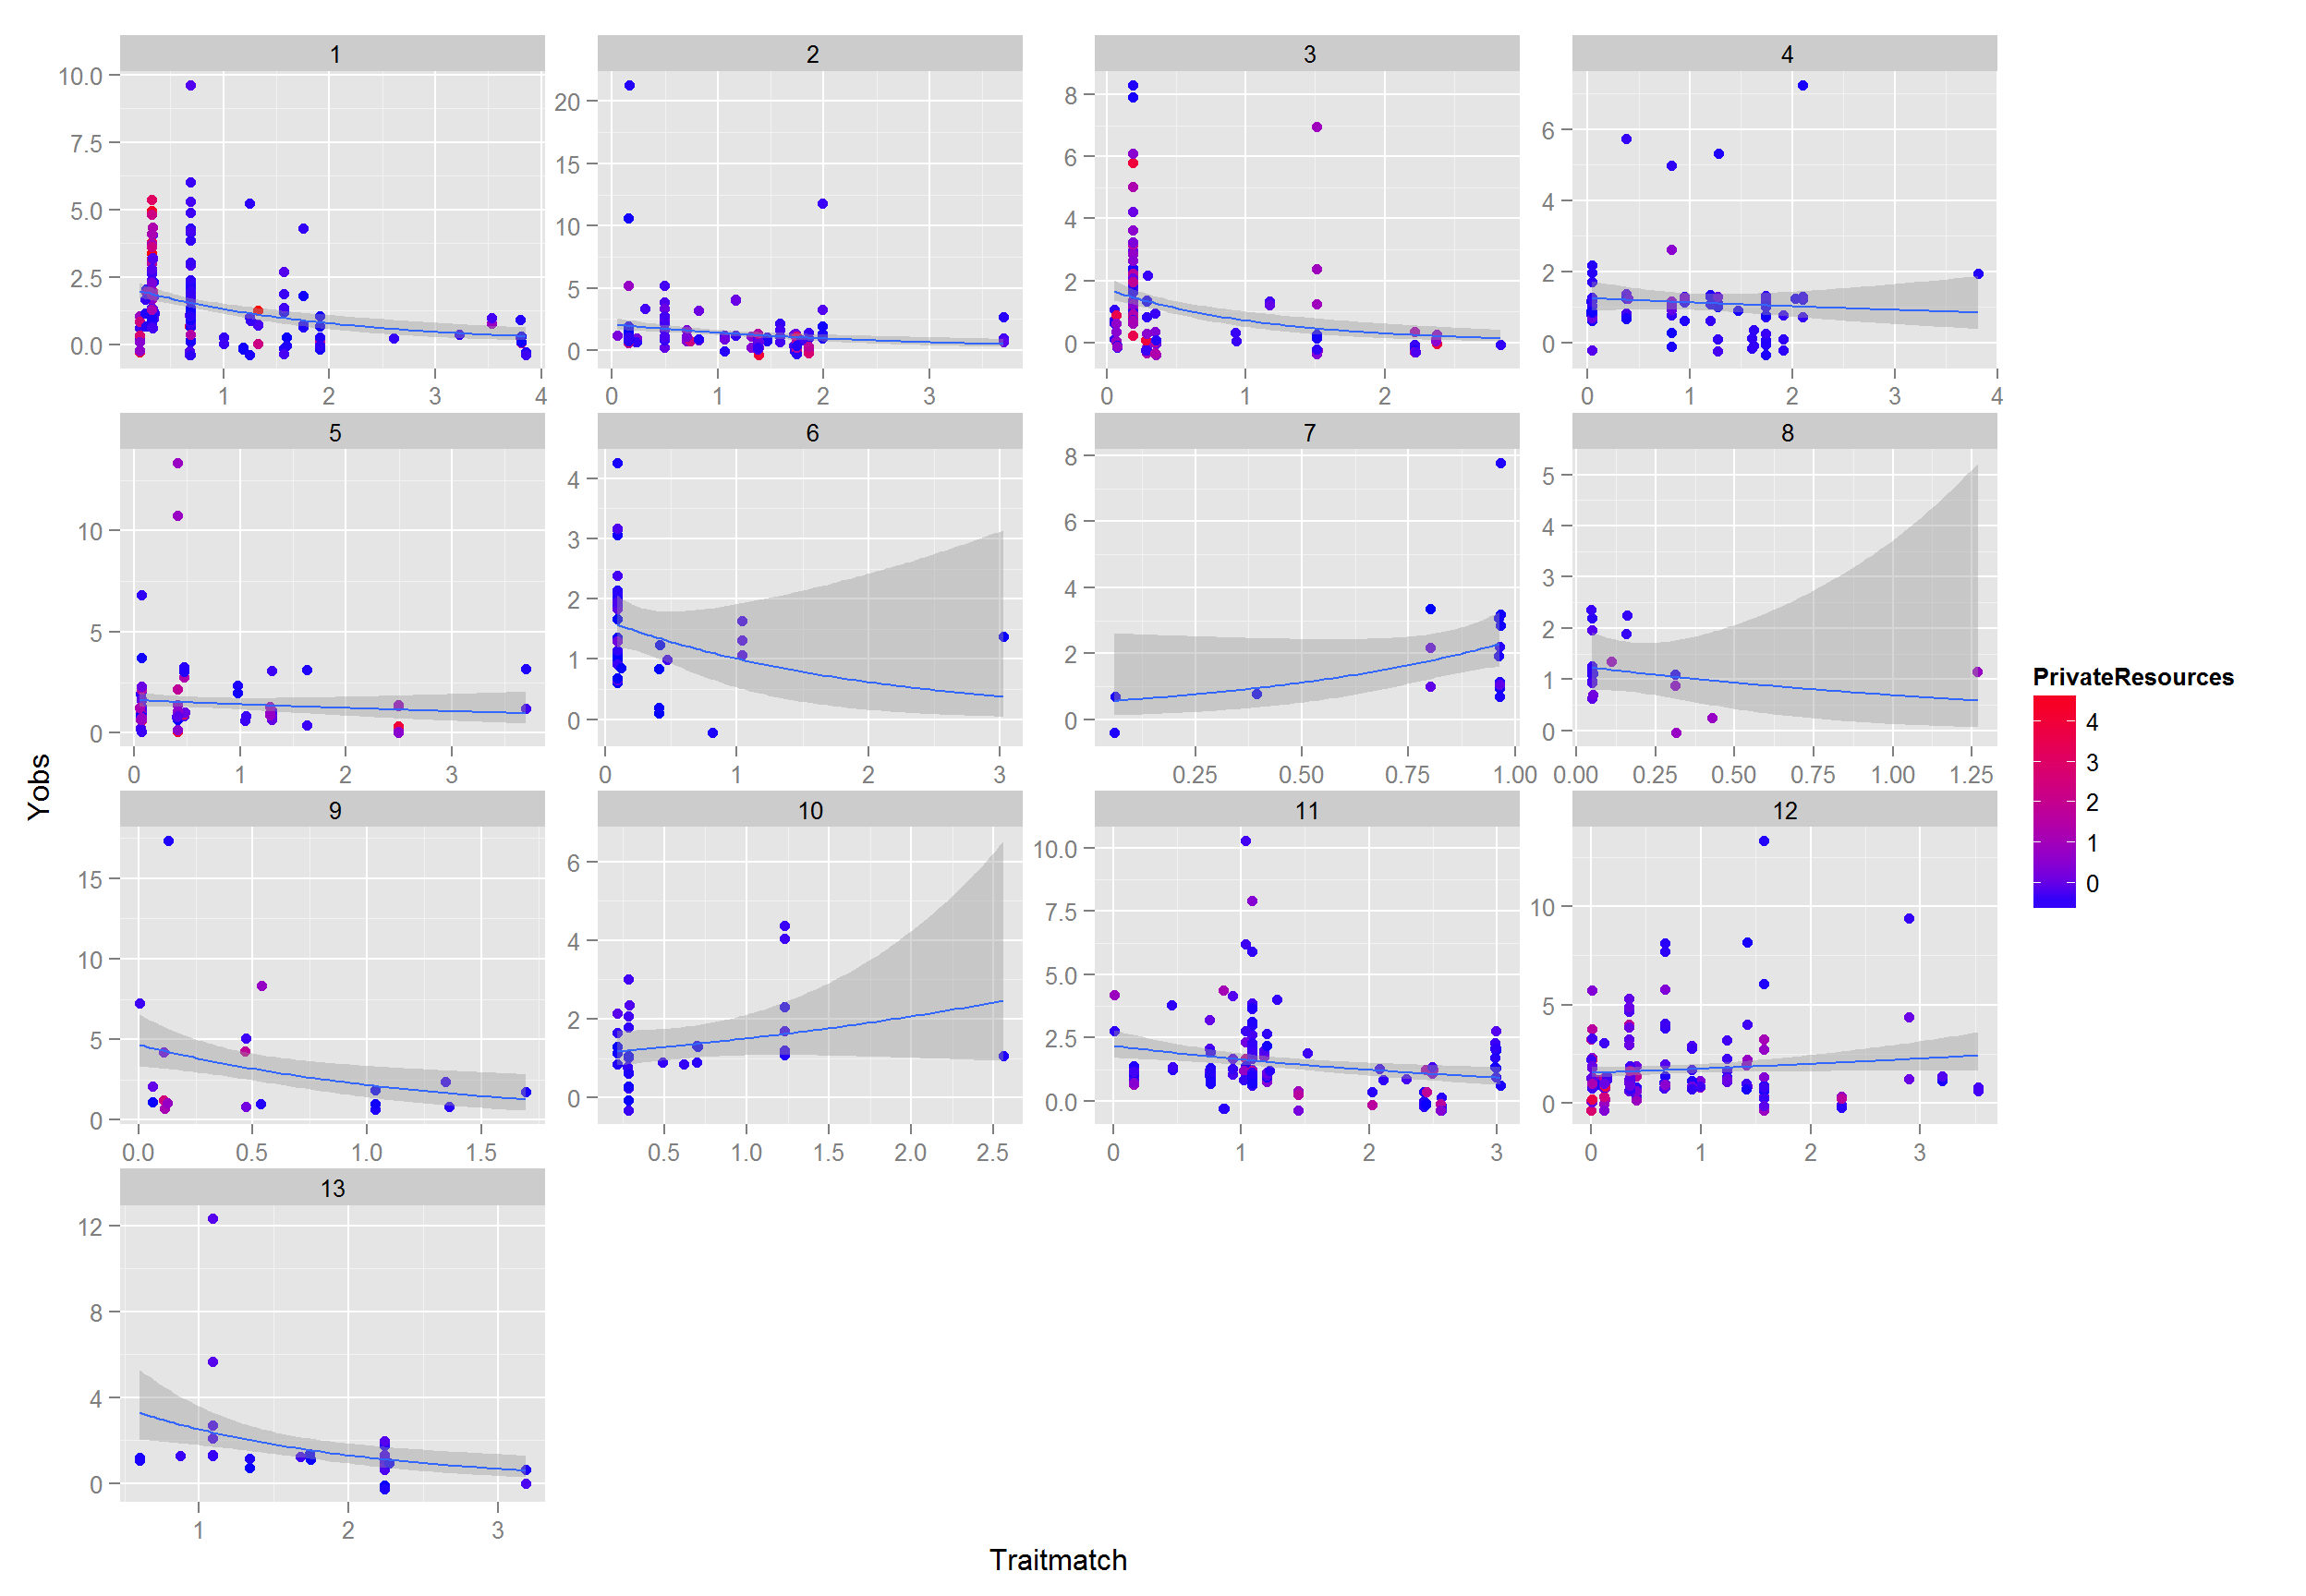 1 2 3 4
10.0 7.5 5.0 2.5 0.0
20 15 10 5 0
8 6 4 2 0
6 4 2 0
1 2 3 4
0 1 2 3
0 1 2
0 1 2 3 4
5 6 7 8
10 5 0
4 3 2 1 0
8 6 4 2 0
5 4 3 2 1 0
0 1 2 3
0 1 2 3
0.25 0.50 0.75 1.00
0.00 0.25 0.50 0.75 1.00 1.25
9 10 11 12
15 10 5 0
6 4 2 0
10.0 7.5 5.0 2.5 0.0
10 5 0
0.0 0.5 1.0 1.5
0.5 1.0 1.5 2.0 2.5
0 1 2 3
0 1 2 3
13
12 8 4 0
1 2 3
Yobs
Traitmatch
PrivateResources
4
3
2
1
0